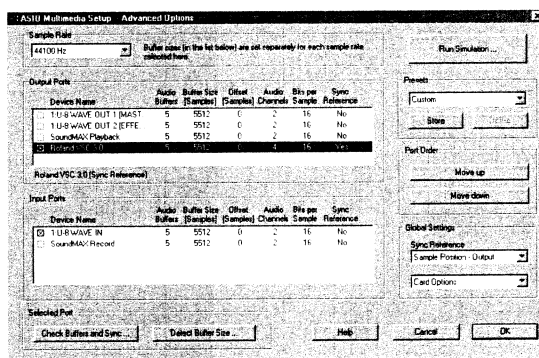 ASIO Multimedia Setup - Advanced Options
Sample Rate
44100 Hz
Buffer sizes (in the list below) are set separately for each sample rate selected here.
Run Simulation ...
Output Ports
Device Name Audio Buffers Buffer Size [Samples] Offset [Samples] Audio Channels Bits per Sample Sync Reference
1 U-8 WAVE OUT 1 [MAST 5 5512 0 2 16 No
1 U-8 WAVE OUT 2 [EFFE 5 5512 0 2 16 No
SoundMAX Playback 5 5512 0 2 16 No
Roland VSC 3.0 5 5512 0 4 16 Yes
Roland VSC 3.0 [Sync Reference]
Presets
Custom
Store
Port Order
Move up
Move down
Input Ports
Device Name Audio Buffers Buffer Size [Samples] Offset [Samples] Audio Channels Bits per Sample Sync Reference
1 U-8 WAVE IN 5 5512 0 2 16 No
SoundMAX Record 5 5512 0 2 16 No
Global Settings
Sync Reference
Sample Position - Output
Card Options
Selected Port
Check Buffers and Sync ...
Detect Buffer Size ...
Help
Cancel
OK